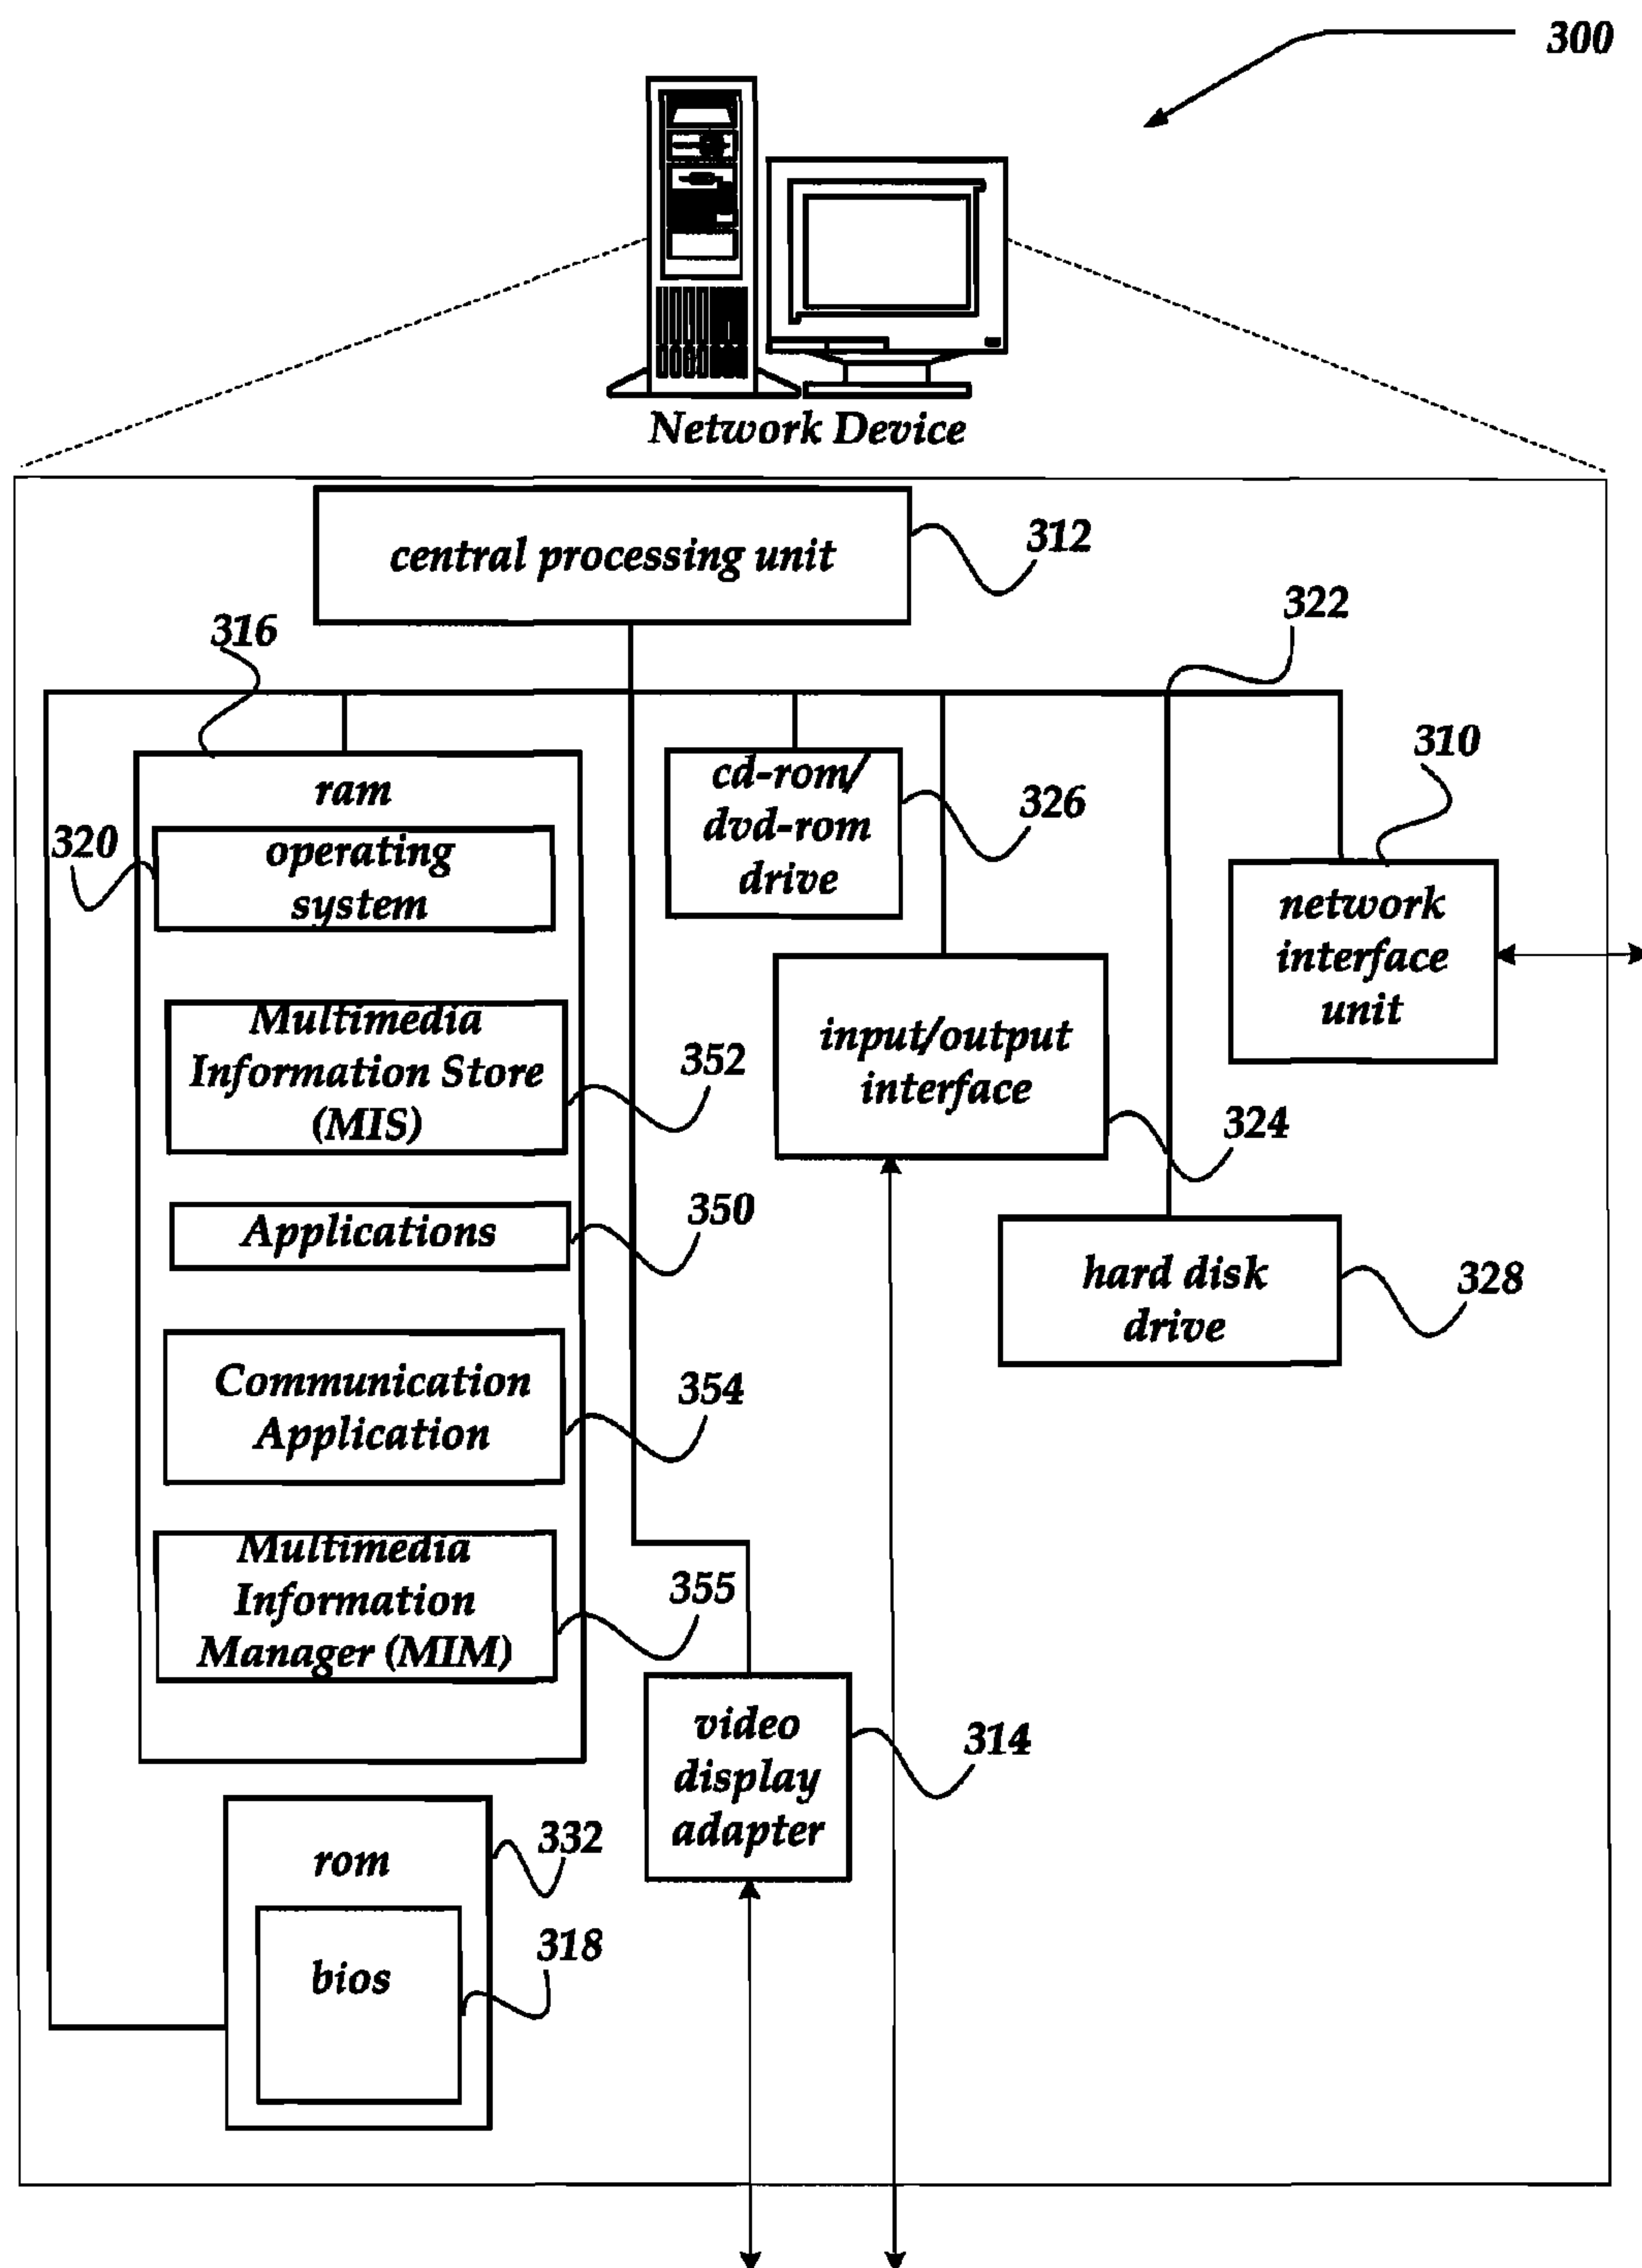 300
Network Device
central processing unit
312
322
316
310
ram
cd-rom/
dvd-rom
drive
326
320
operating
system
network
interface
unit
Multimedia
Information Store
(MIS)
352
input/output
interface
324
Applications
350
hard disk
drive
328
Communication
Application
354
Multimedia
Information
Manager (MIM)
355
video
display
adapter
314
rom
332
bios
318